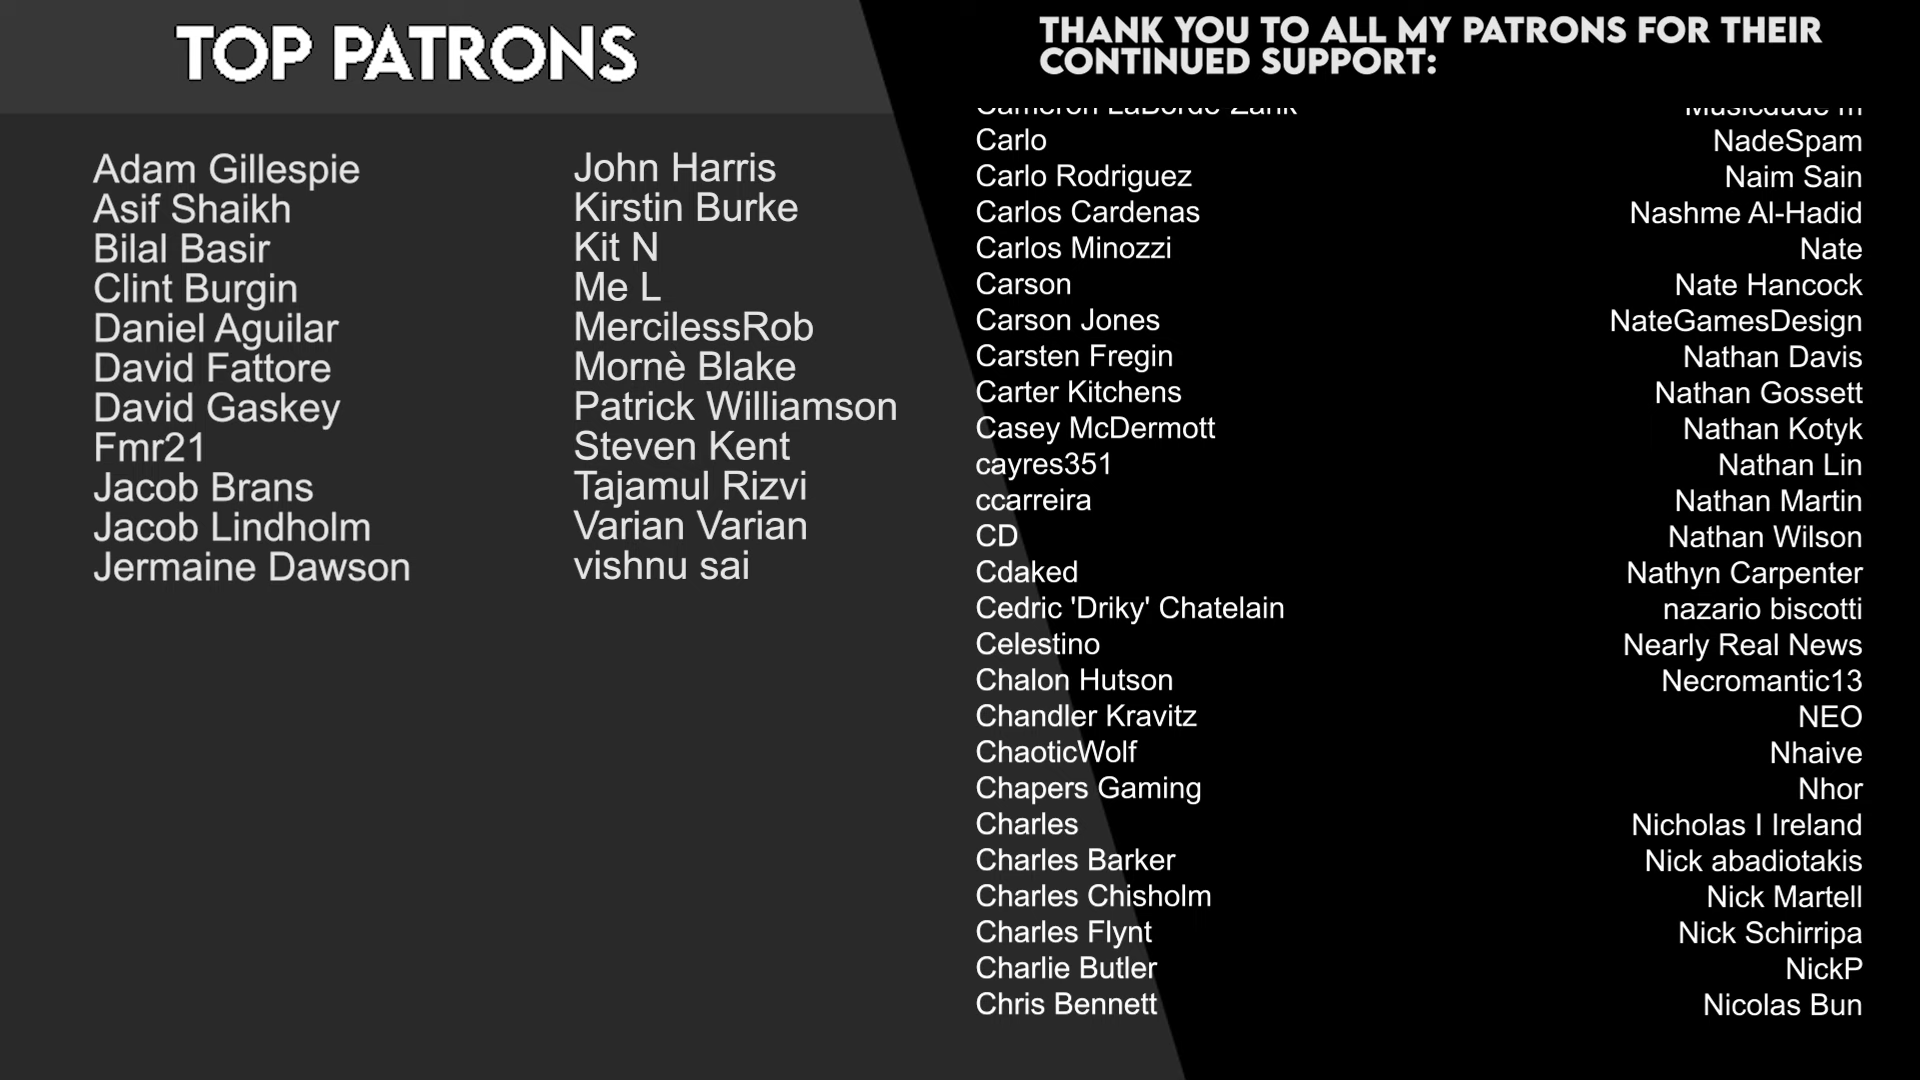 TOP PATRONS
Adam Gillespie
Asif Shaikh
Bilal Basir
Clint Burgin
Daniel Aguilar
David Fattore
David Gaskey
Fmr21
Jacob Brans
Jacob Lindholm
Jermaine Dawson
John Harris
Kirstin Burke
Kit N
Me L
MercilessRob
Mornè Blake
Patrick Williamson
Steven Kent
Tajamul Rizvi
Varian Varian
vishnu sai
THANK YOU TO ALL MY PATRONS FOR THEIR
CONTINUED SUPPORT:
Carlo
Carlo Rodriguez
Carlos Cardenas
Carlos Minozzi
Carson
Carson Jones
Carsten Fregin
Carter Kitchens
Casey McDermott
cayres351
ccarreira
CD
Cdaked
Cedric 'Driky' Chatelain
Celestino
Chalon Hutson
Chandler Kravitz
ChaoticWolf
Chapers Gaming
Charles
Charles Barker
Charles Chisholm
Charles Flynt
Charlie Butler
Chris Bennett
NadeSpam
Naim Sain
Nashme Al-Hadid
Nate
Nate Hancock
NateGamesDesign
Nathan Davis
Nathan Gossett
Nathan Kotyk
Nathan Lin
Nathan Martin
Nathan Wilson
Nathyn Carpenter
nazario biscotti
Nearly Real News
Necromantic13
NEO
Nhaive
Nhor
Nicholas I Ireland
Nick abadiotakis
Nick Martell
Nick Schirripa
NickP
Nicolas Bun